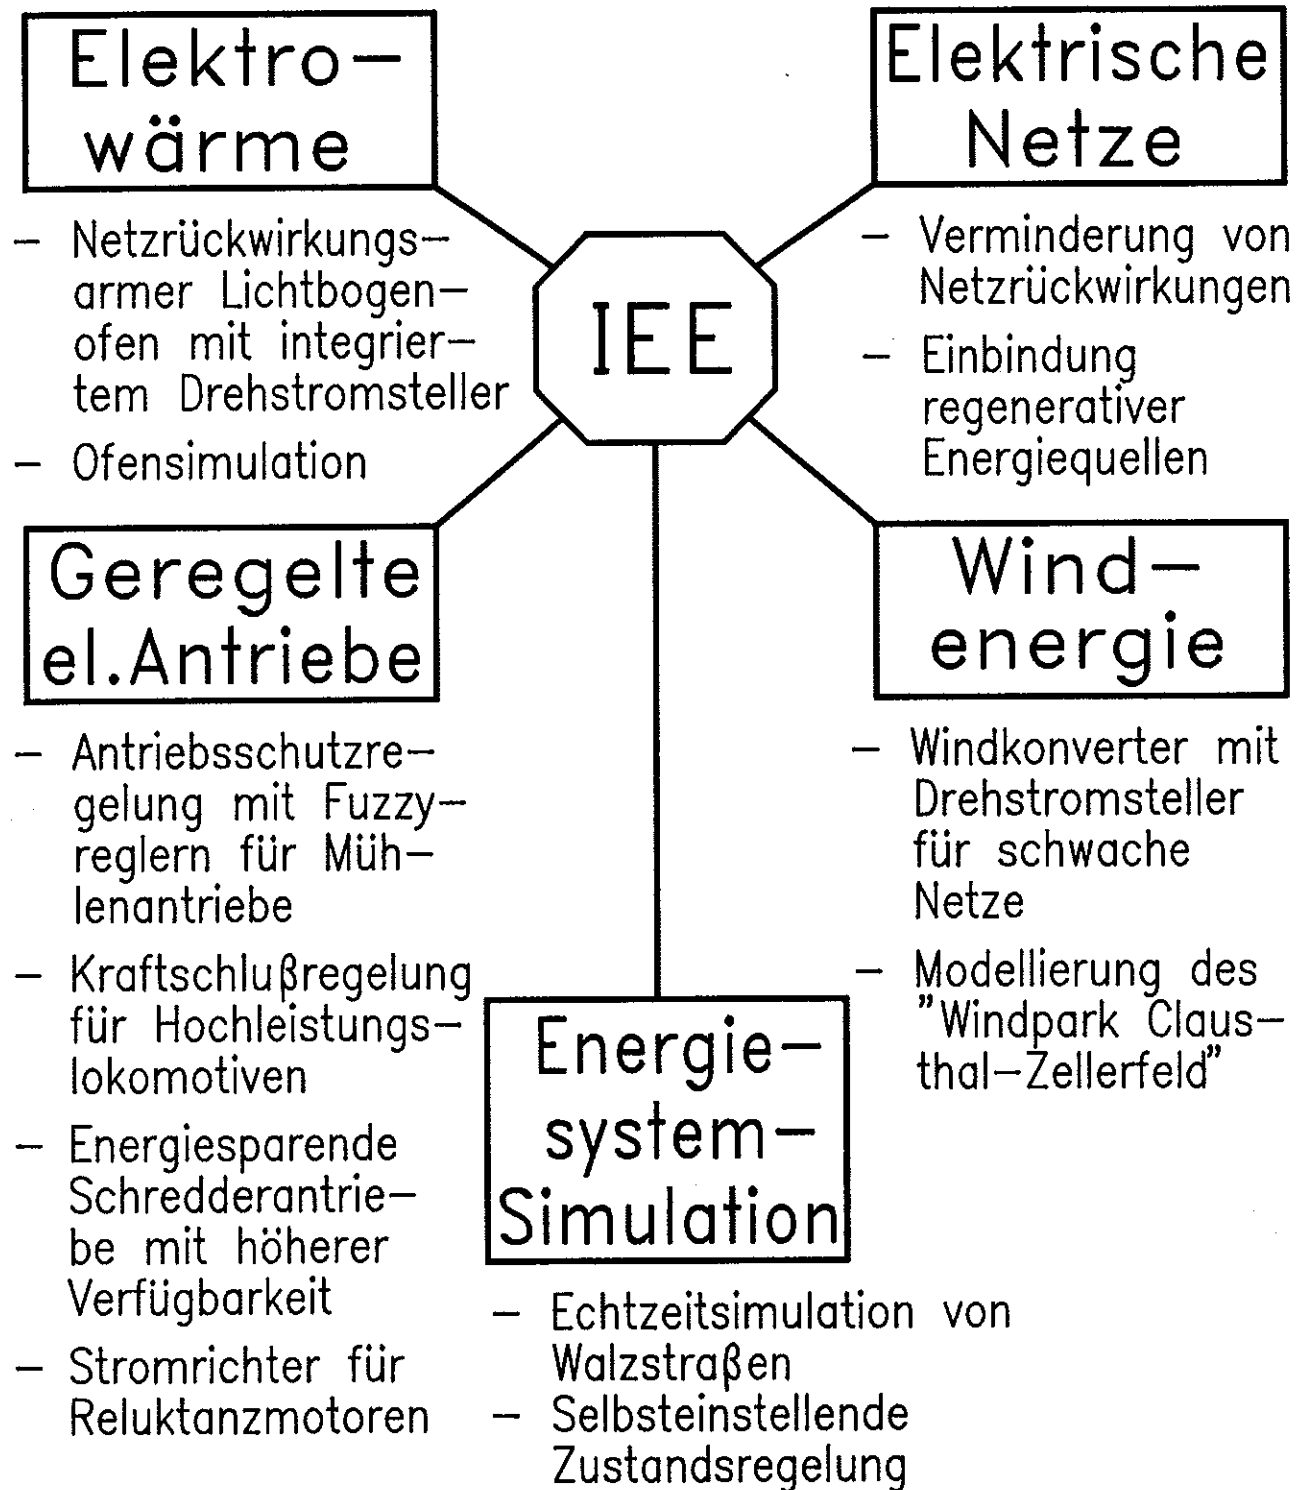 Elektro–
wärme
– Netzrückwirkungs–
armer Lichtbogen–
ofen mit integrier–
tem Drehstromsteller
– Ofensimulation
Elektrische
Netze
– Verminderung von
Netzrückwirkungen
– Einbindung
regenerativer
Energiequellen
IEE
Geregelte
el.Antriebe
– Antriebsschutzre–
gelung mit Fuzzy–
reglern für Müh–
lenantriebe
– Kraftschlußregelung
für Hochleistungs–
lokomotiven
– Energiesparende
Schredderantrie–
be mit höherer
Verfügbarkeit
– Stromrichter für
Reluktanzmotoren
Wind–
energie
– Windkonverter mit
Drehstromsteller
für schwache
Netze
– Modellierung des
"Windpark Claus–
thal–Zellerfeld"
Energie–
system–
Simulation
– Echtzeitsimulation von
Walzstraßen
– Selbsteinstellende
Zustandsregelung